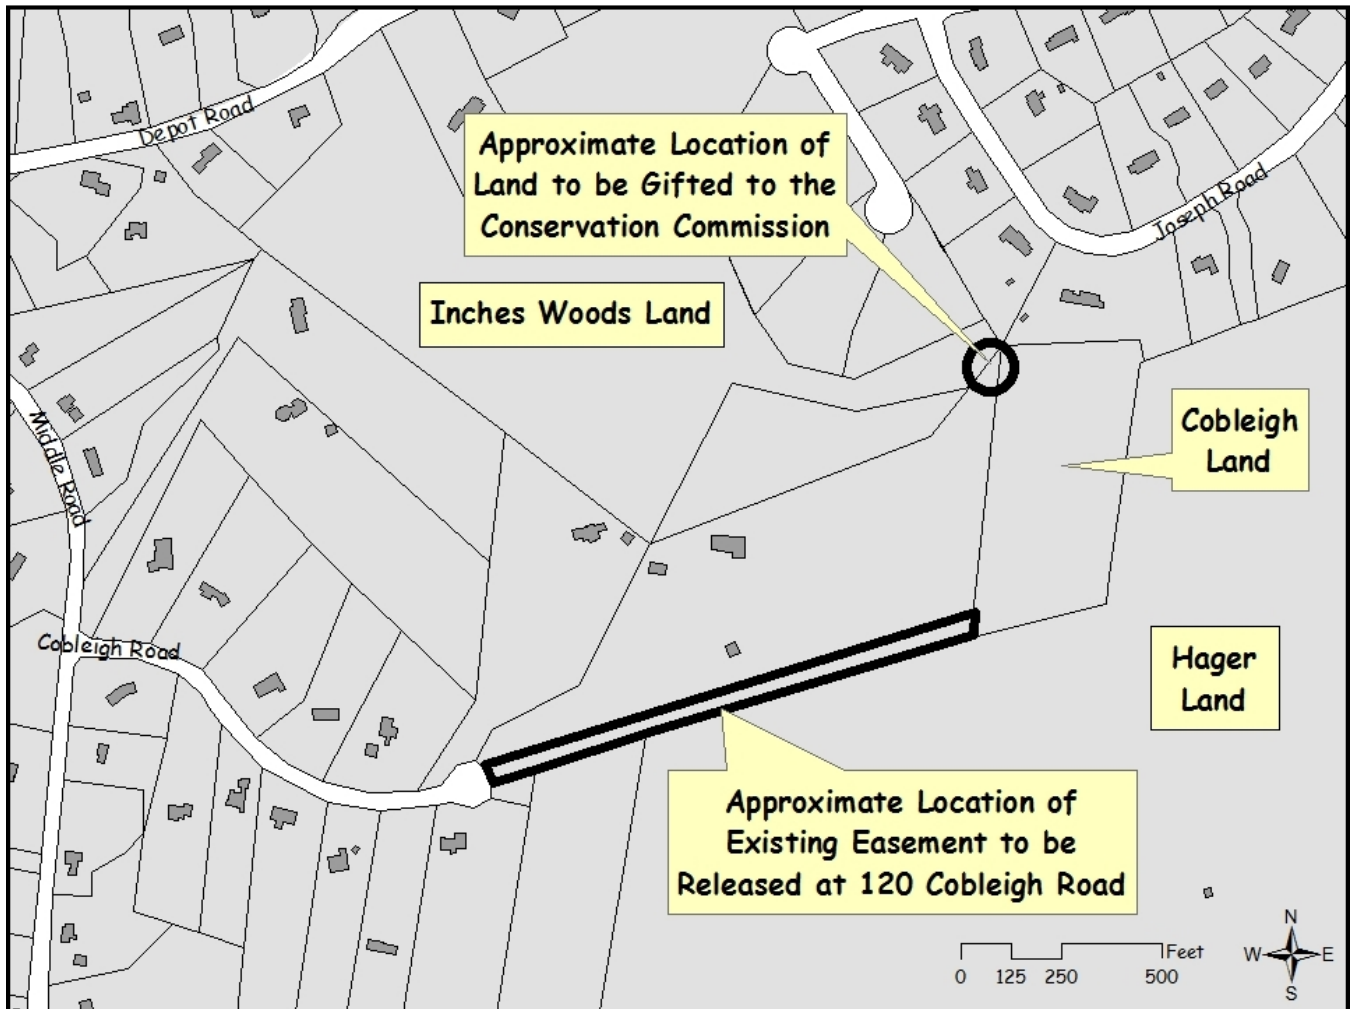 Depot Road
Approximate Location of
Land to be Gifted to the
Conservation Commission
Joseph Road
Inches Woods Land
Cobleigh
Land
Middle Road
Cobleigh Road
Hager
Land
Approximate Location of
Existing Easement to be
Released at 120 Cobleigh Road
Feet
0 125 250 500
N
W E
S